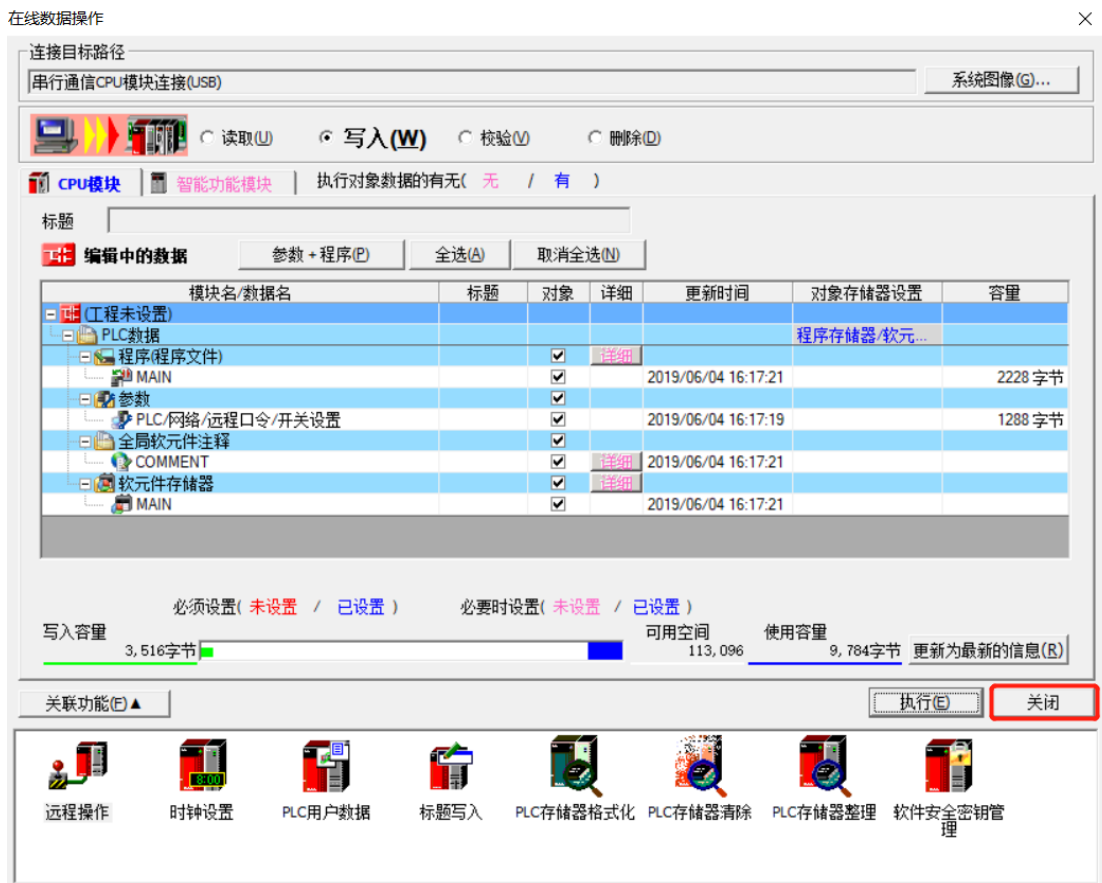 在线数据操作
连接目标路径
串行通信CPU模块连接(USB)
系统图像(G)...
读取(U) 写入(W) 校验(V) 删除(D)
CPU模块 智能功能模块 执行对象数据的有无( 无 / 有 )
标题
编辑中的数据 参数+程序(P) 全选(A) 取消全选(N)
模块名/数据名 标题 对象 详细 更新时间 对象存储器设置 容量
(工程未设置)
PLC数据 程序存储器/软元...
程序(程序文件) 详细
MAIN 2019/06/04 16:17:21 2228 字节
参数
PLC/网络/远程口令/开关设置 2019/06/04 16:17:19 1288 字节
全局软元件注释
COMMENT 详细 2019/06/04 16:17:21
软元件存储器 详细
MAIN 2019/06/04 16:17:21
必须设置( 未设置 / 已设置 ) 必要时设置( 未设置 / 已设置 )
写入容量 可用空间 使用容量
3,516字节 113,096 9,784字节 更新为最新的信息(R)
关联功能(F)▲ 执行(E) 关闭
8:00
远程操作 时钟设置 PLC用户数据 标题写入 PLC存储器格式化 PLC存储器清除 PLC存储器整理 软件安全密钥管
理